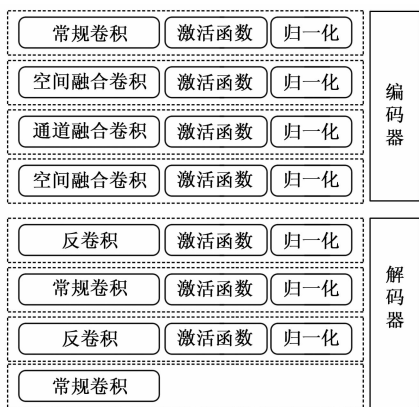 常规卷积 激活函数 归一化
空间融合卷积 激活函数 归一化
通道融合卷积 激活函数 归一化
空间融合卷积 激活函数 归一化
编码器
反卷积 激活函数 归一化
常规卷积 激活函数 归一化
反卷积 激活函数 归一化
常规卷积
解码器